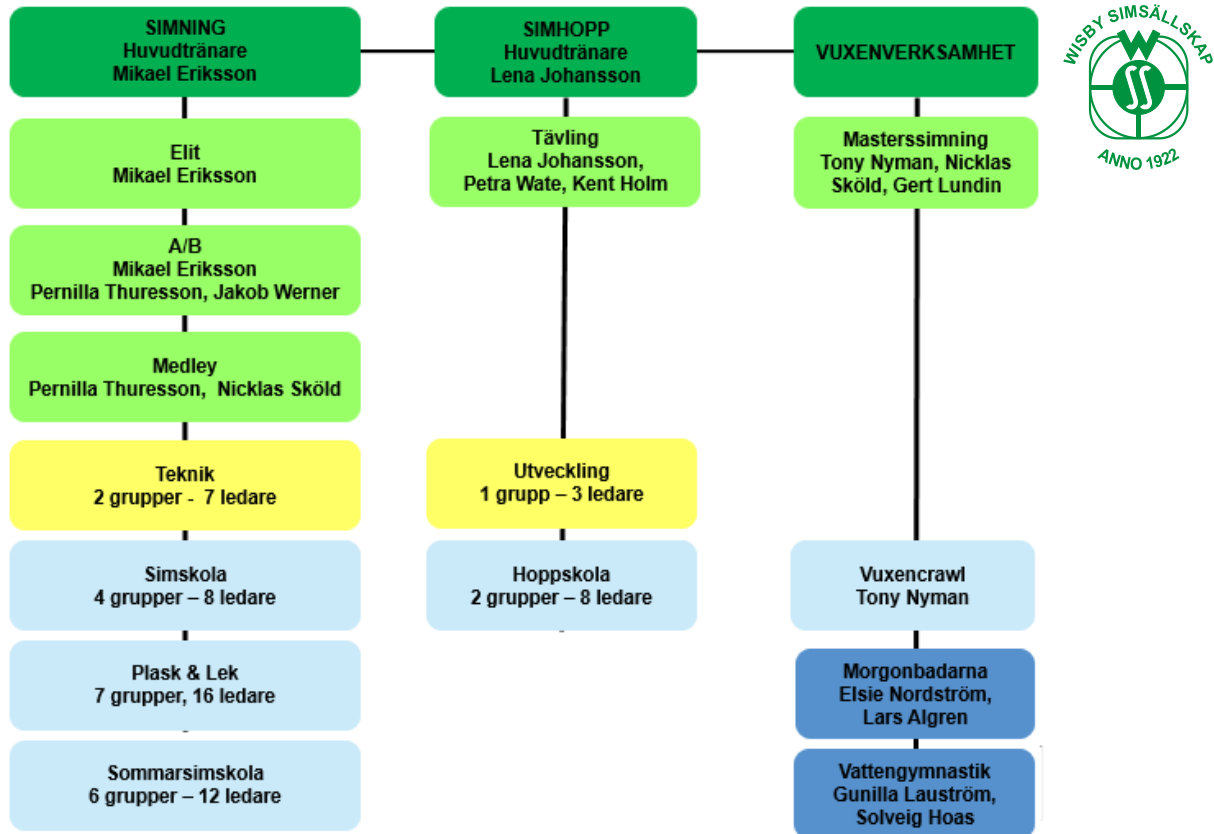 SIMNING
Huvudtränare
Mikael Eriksson
Elit
Mikael Eriksson
A/B
Mikael Eriksson
Pernilla Thuresson, Jakob Werner
Medley
Pernilla Thuresson, Nicklas Sköld
Teknik
2 grupper - 7 ledare
Simskola
4 grupper – 8 ledare
Plask & Lek
7 grupper, 16 ledare
Sommarsimskola
6 grupper – 12 ledare
SIMHOPP
Huvudtränare
Lena Johansson
Tävling
Lena Johansson,
Petra Wate, Kent Holm
Utveckling
1 grupp – 3 ledare
Hoppskola
2 grupper – 8 ledare
VUXENVERKSAMHET
Masterssimning
Tony Nyman, Nicklas
Sköld, Gert Lundin
Vuxencrawl
Tony Nyman
Morgonbadarna
Elsie Nordström,
Lars Algren
Vattengymnastik
Gunilla Lauström,
Solveig Hoas
WISBY SIMSÄLLSKAP
W
SS
ANNO 1922